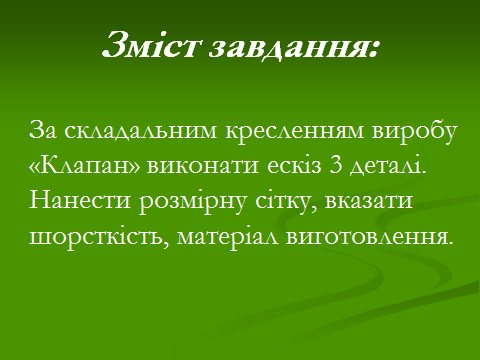 Зміст завдання:
За складальним кресленням виробу
«Клапан» виконати ескіз 3 деталі.
Нанести розмірну сітку, вказати
шорсткість, матеріал виготовлення.